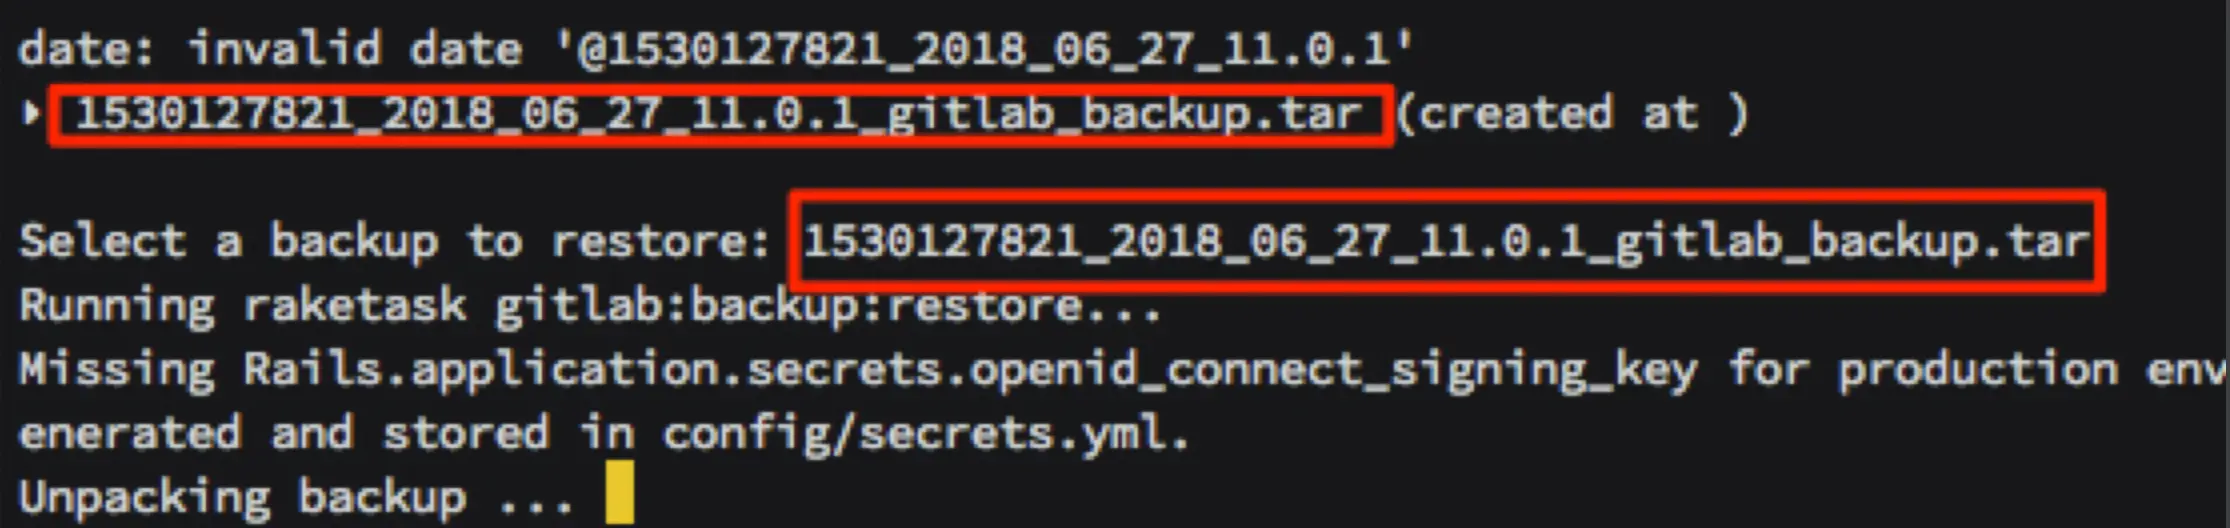 date: invalid date '@1530127821_2018_06_27_11.0.1'
‣ 1530127821_2018_06_27_11.0.1_gitlab_backup.tar (created at )
Select a backup to restore: 1530127821_2018_06_27_11.0.1_gitlab_backup.tar
Running raketask gitlab:backup:restore...
Missing Rails.application.secrets.openid_connect_signing_key for production env
enerated and stored in config/secrets.yml.
Unpacking backup ...